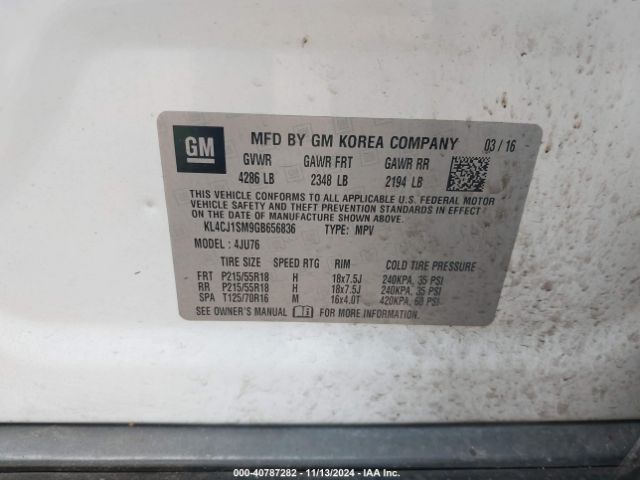 GM
MFD BY GM KOREA COMPANY 03 / 16
GVWR GAWR FRT GAWR RR
4286 LB 2348 LB 2194 LB
THIS VEHICLE CONFORMS TO ALL APPLICABLE U.S. FEDERAL MOTOR
VEHICLE SAFETY AND THEFT PREVENTION STANDARDS IN EFFECT ON
THE DATE OF MANUFACTURE SHOWN ABOVE.
KL4CJ1SM9GB656836 TYPE: MPV
MODEL : 4JU76
TIRE SIZE SPEED RTG RIM COLD TIRE PRESSURE
FRT P215/55R18 H 18x7.5J 240KPA, 35 PSI
RR P215/55R18 H 18x7.5J 240KPA, 35 PSI
SPA T125/70R16 M 16x4.0T 420KPA, 60 PSI
SEE OWNER'S MANUAL FOR MORE INFORMATION.
000-40787282 - 11/13/2024 - IAA Inc.